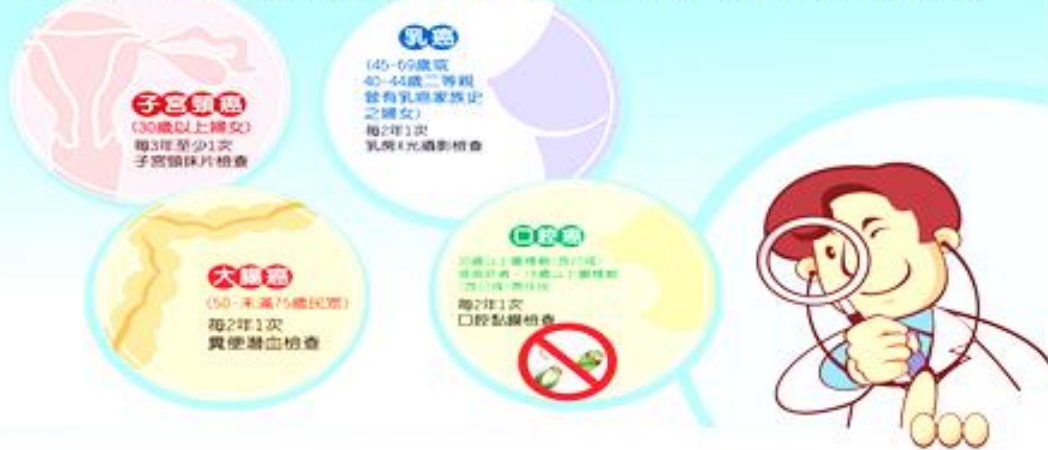 子宮頸癌
(30歲以上婦女)
每3年至少1次
子宮頸抹片檢查
乳癌
(45-69歲或
40-44歲二等親
曾有乳癌家族史
之婦女)
每2年1次
乳房X光攝影檢查
大腸癌
(50-未滿75歲民眾)
每2年1次
糞便潛血檢查
口腔癌
每2年1次
口腔黏膜檢查